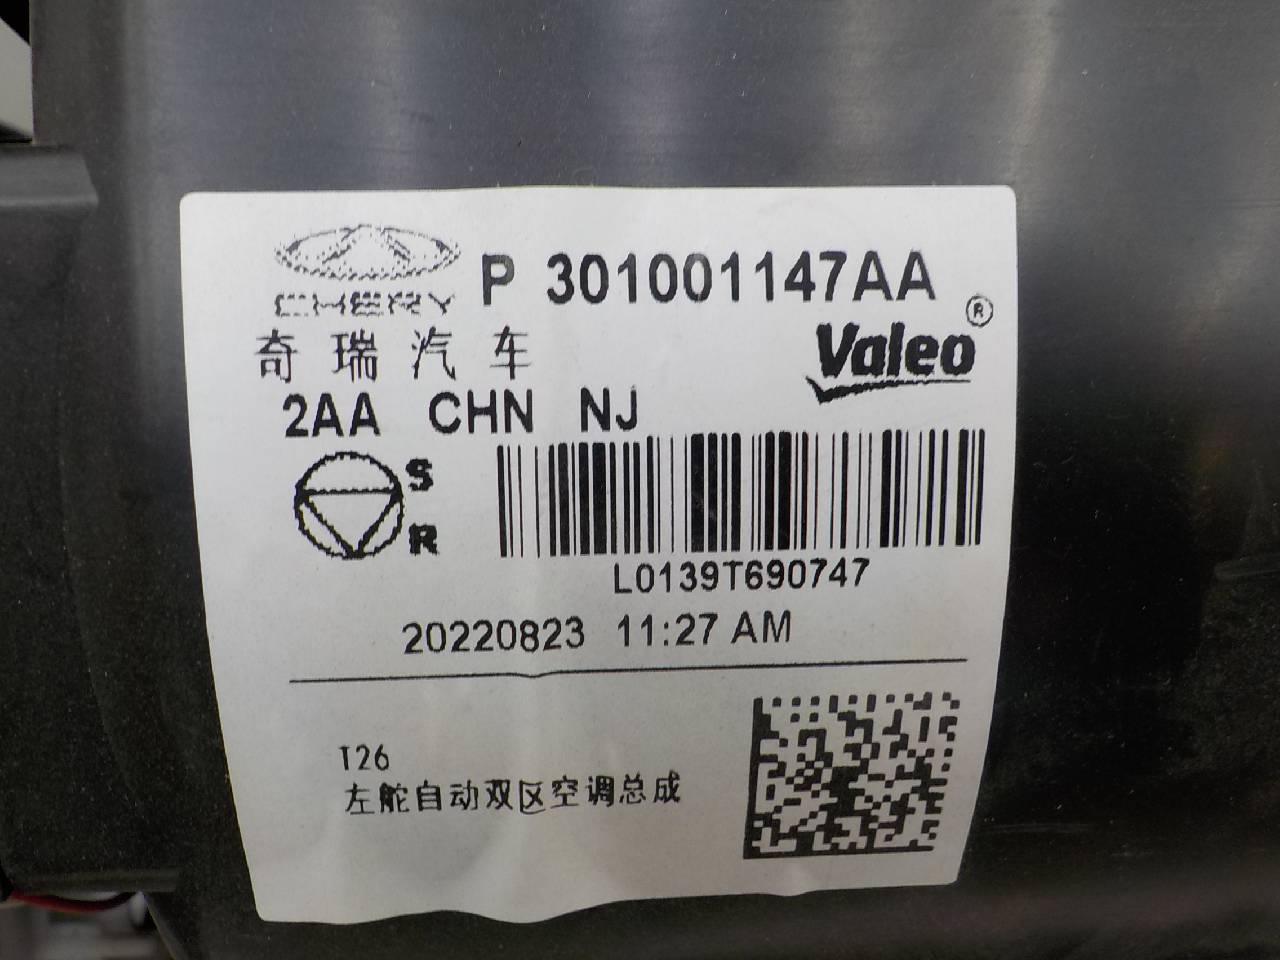 CHERY P 301001147AA
奇瑞汽车 Valeo®
2AA CHN NJ
S
R
L0139T690747
20220823 11:27 AM
T26
左舵自动双区空调总成